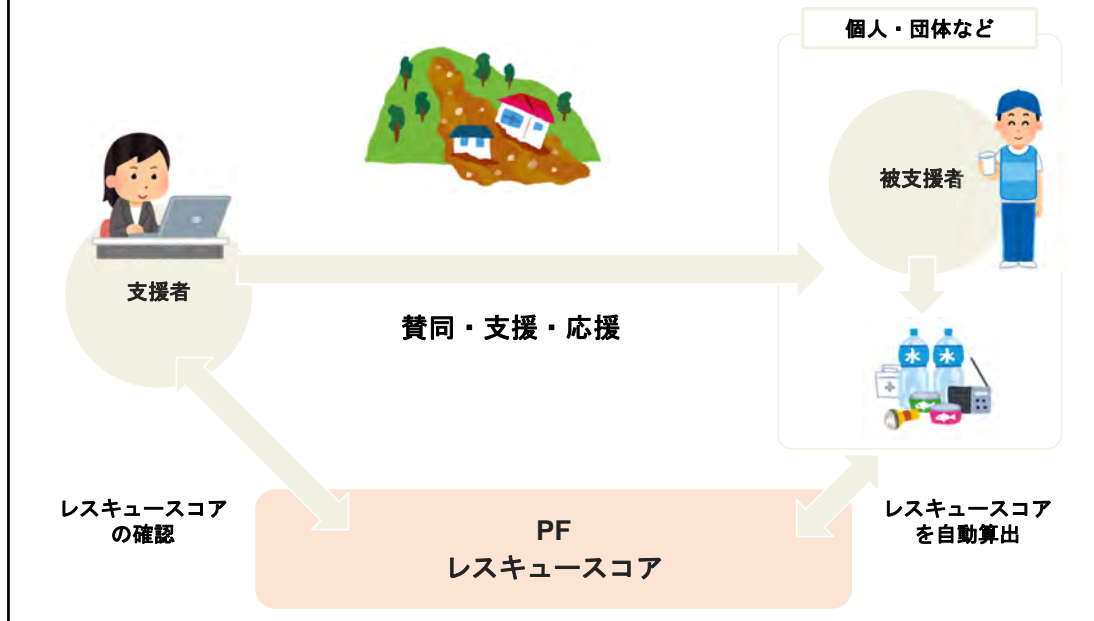 個人・団体など
被支援者
支援者
賛同・支援・応援
水 水
レスキュースコア
の確認
PF
レスキュースコア
レスキュースコア
を自動算出